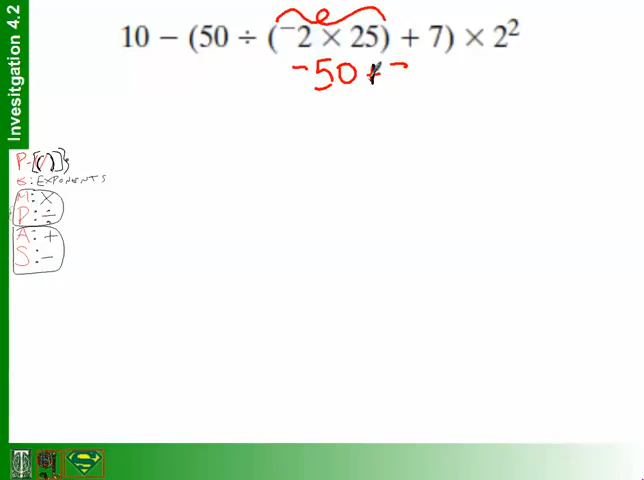 Invesitgation 4.2
10 − (50 ÷ (⁻2 × 25) + 7) × 2²
⁻50 + ⁻
P-{[()]}
E: EXPONENTS
M: ×
D: ÷
A: +
S: −